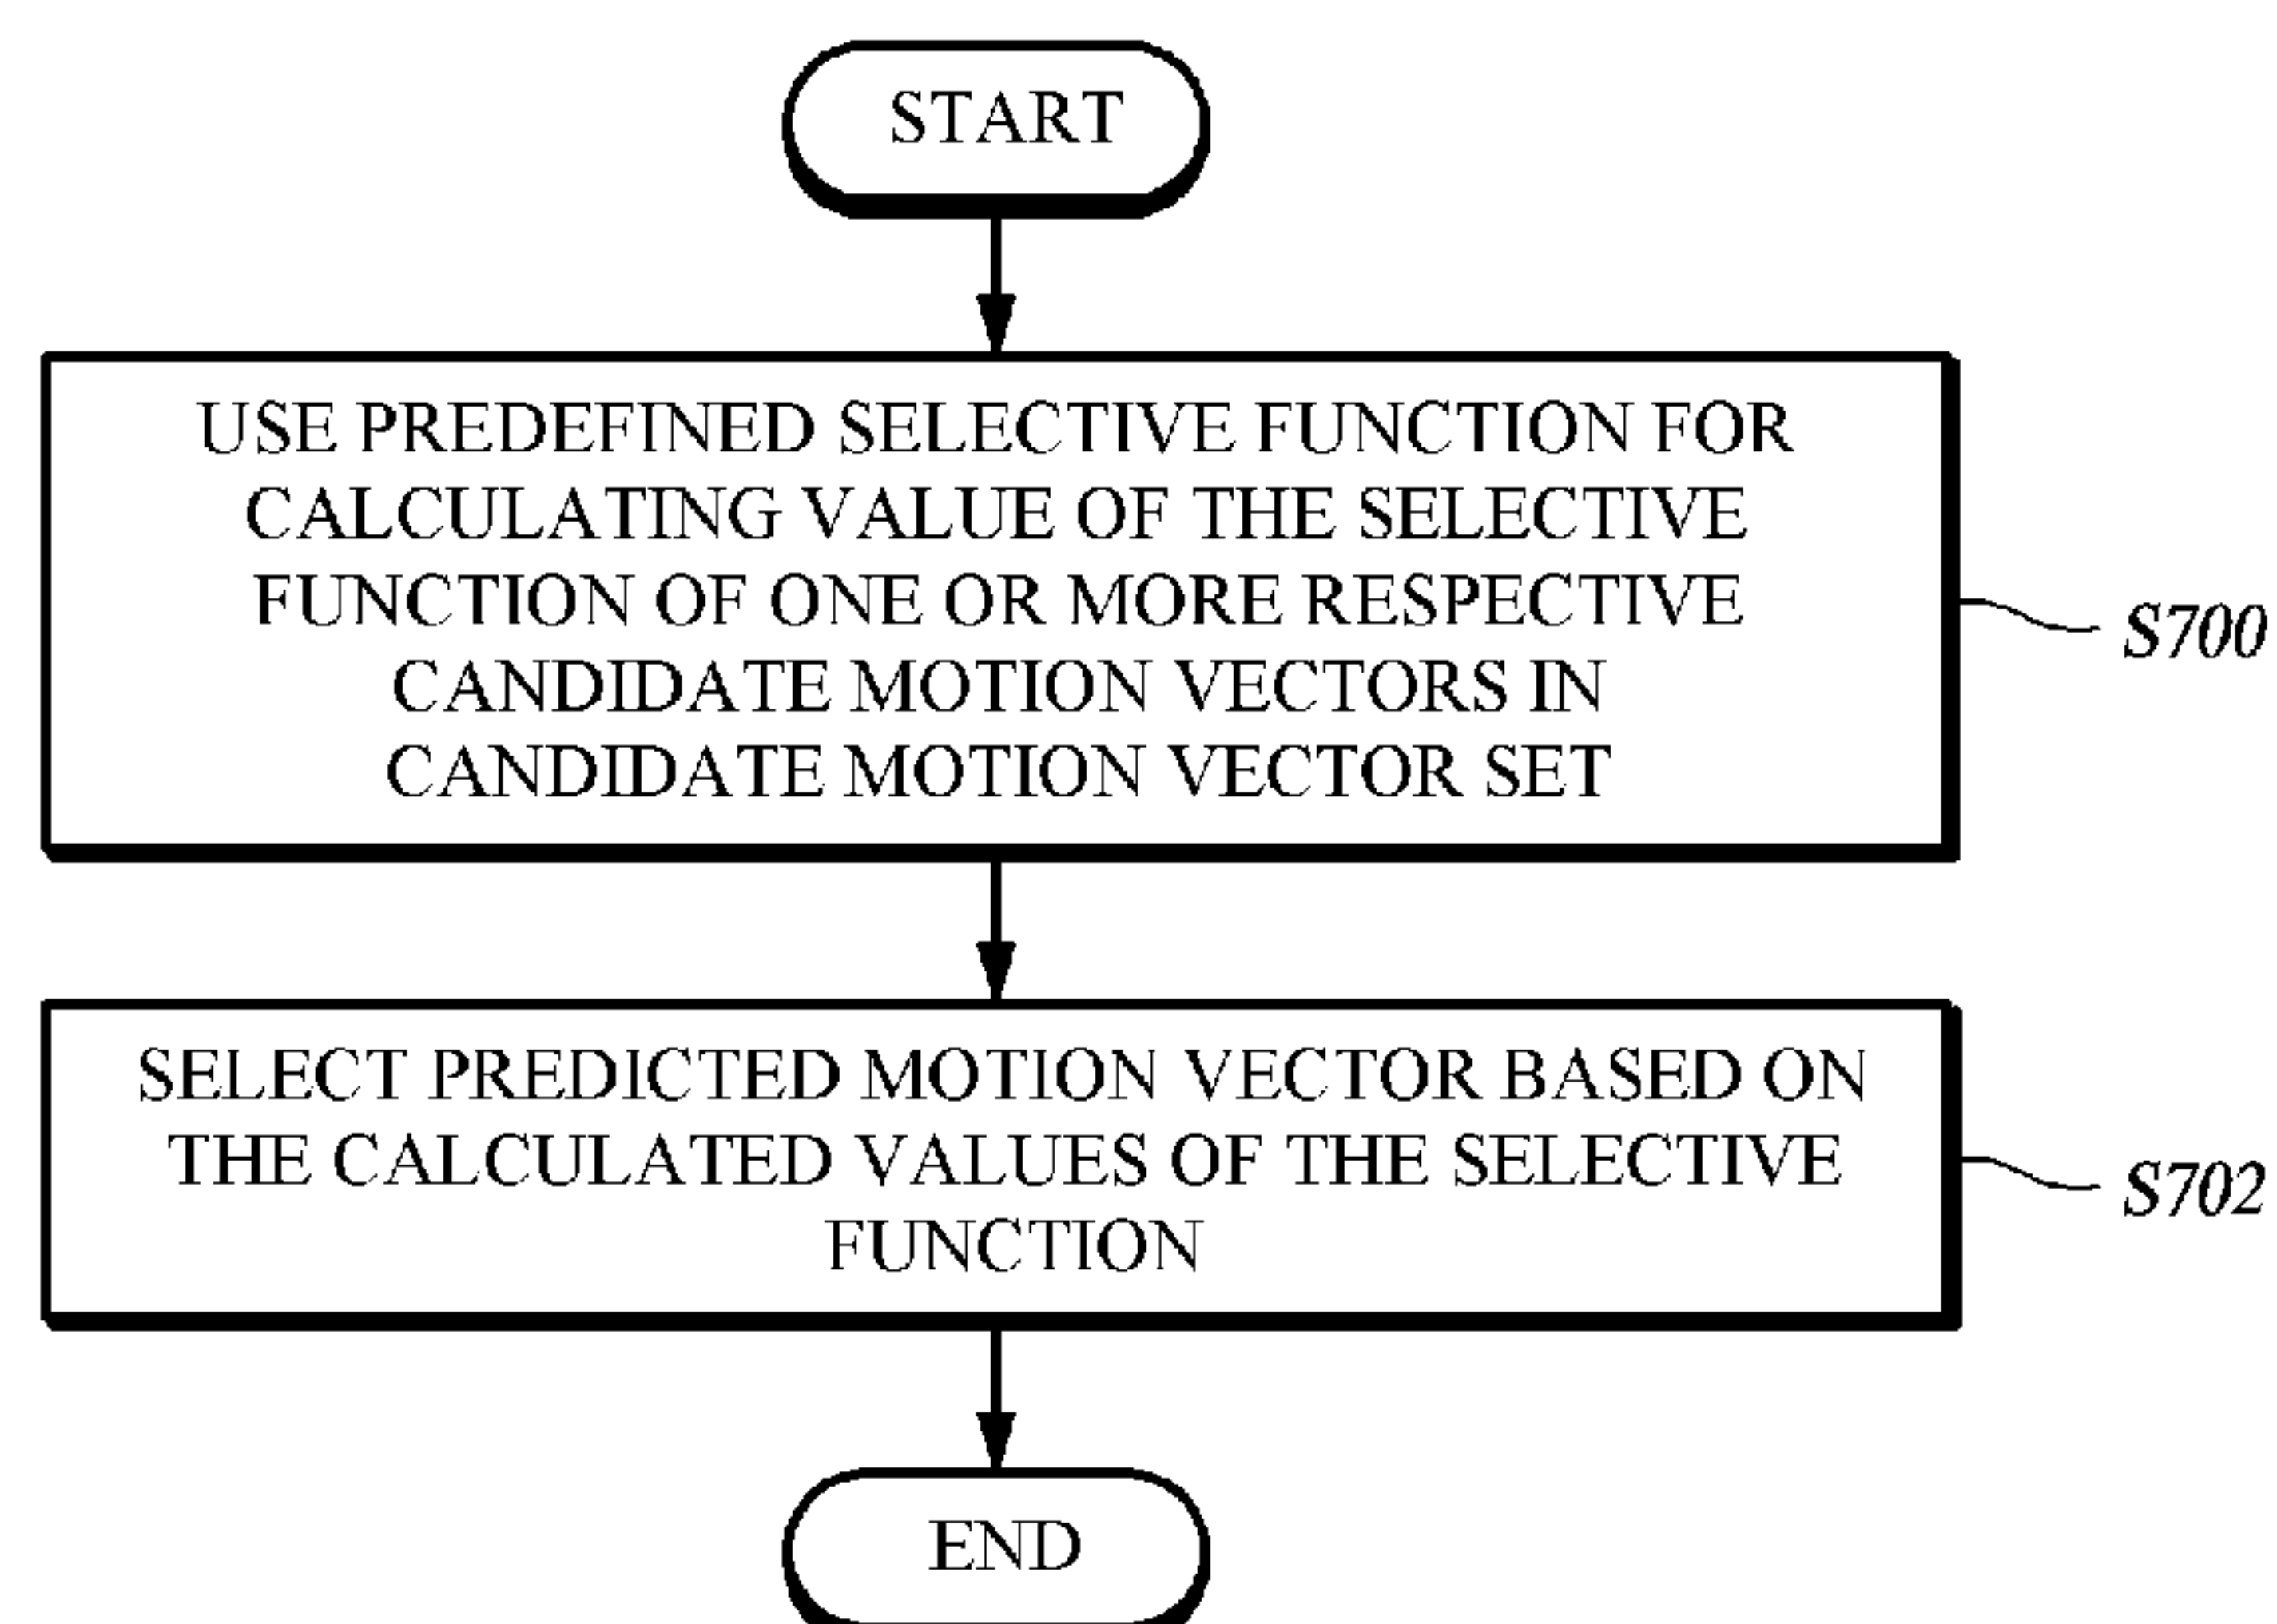 START
USE PREDEFINED SELECTIVE FUNCTION FOR
CALCULATING VALUE OF THE SELECTIVE
FUNCTION OF ONE OR MORE RESPECTIVE
CANDIDATE MOTION VECTORS IN
CANDIDATE MOTION VECTOR SET
S700
SELECT PREDICTED MOTION VECTOR BASED ON
THE CALCULATED VALUES OF THE SELECTIVE
FUNCTION
S702
END